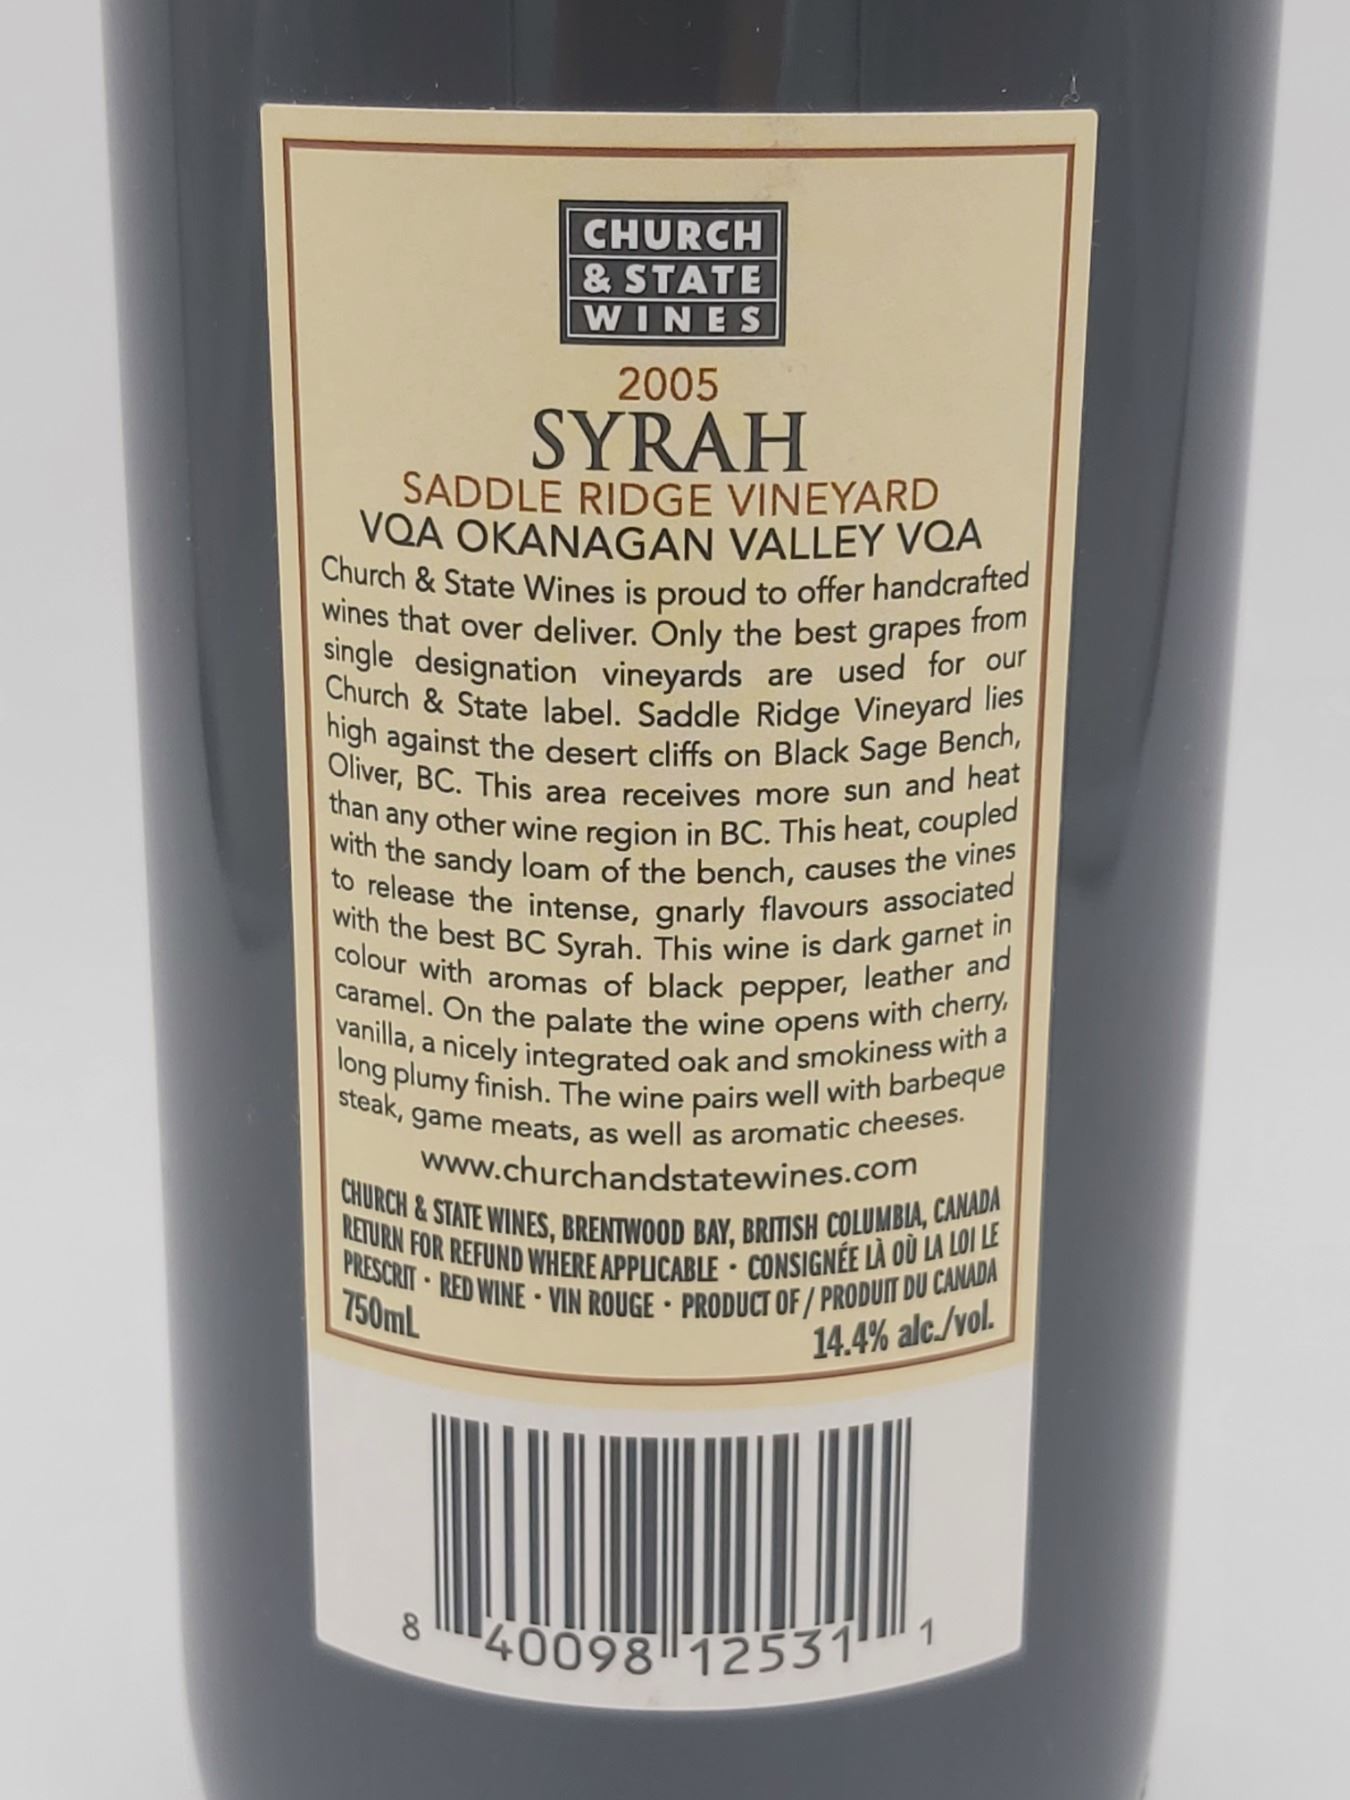 CHURCH
& STATE
WINES
2005
SYRAH
SADDLE RIDGE VINEYARD
VQA OKANAGAN VALLEY VQA
Church & State Wines is proud to offer handcrafted
wines that over deliver. Only the best grapes from
single designation vineyards are used for our
Church & State label. Saddle Ridge Vineyard lies
high against the desert cliffs on Black Sage Bench,
Oliver, BC. This area receives more sun and heat
than any other wine region in BC. This heat, coupled
with the sandy loam of the bench, causes the vines
to release the intense, gnarly flavours associated
with the best BC Syrah. This wine is dark garnet in
colour with aromas of black pepper, leather and
caramel. On the palate the wine opens with cherry,
vanilla, a nicely integrated oak and smokiness with a
long plumy finish. The wine pairs well with barbeque
steak, game meats, as well as aromatic cheeses.
www.churchandstatewines.com
CHURCH & STATE WINES, BRENTWOOD BAY, BRITISH COLUMBIA, CANADA
RETURN FOR REFUND WHERE APPLICABLE • CONSIGNÉE LÀ OÙ LA LOI LE
PRESCRIT • RED WINE • VIN ROUGE • PRODUCT OF / PRODUIT DU CANADA
750mL 14.4% alc./vol.
8 40098 12531 1